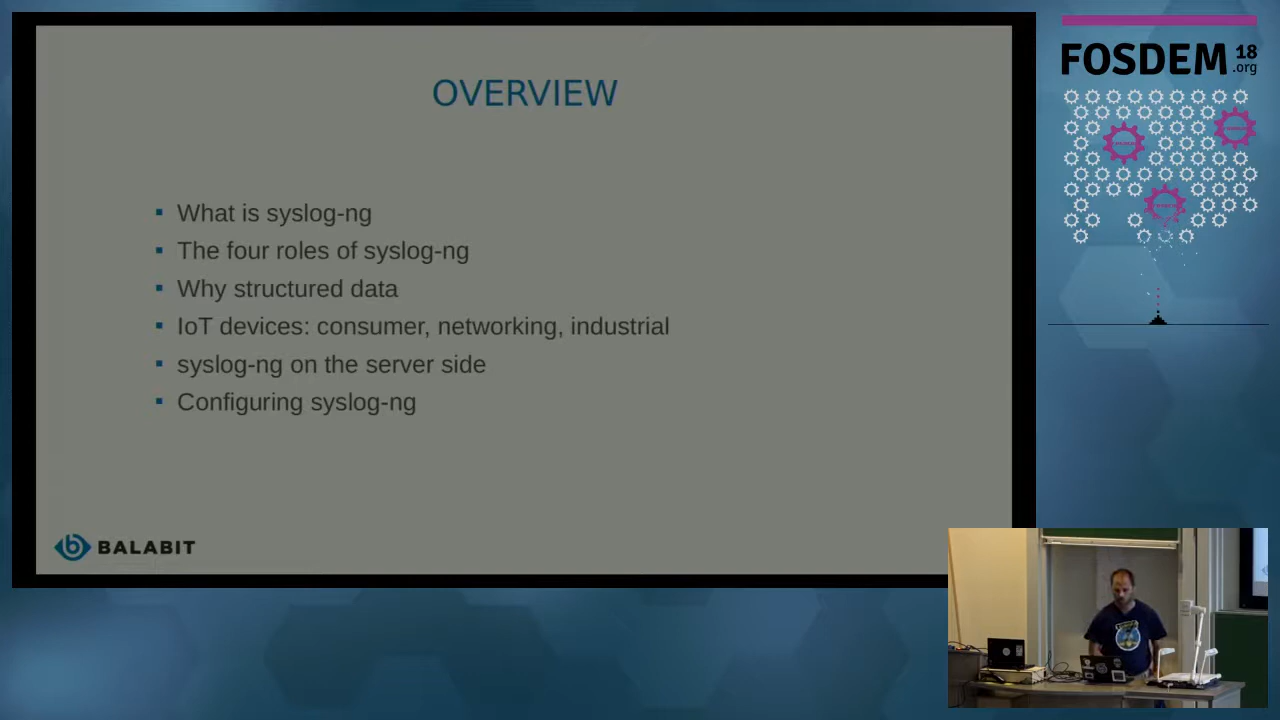 OVERVIEW
What is syslog-ng
The four roles of syslog-ng
Why structured data
IoT devices: consumer, networking, industrial
syslog-ng on the server side
Configuring syslog-ng
BALABIT
FOSDEM 18
.org